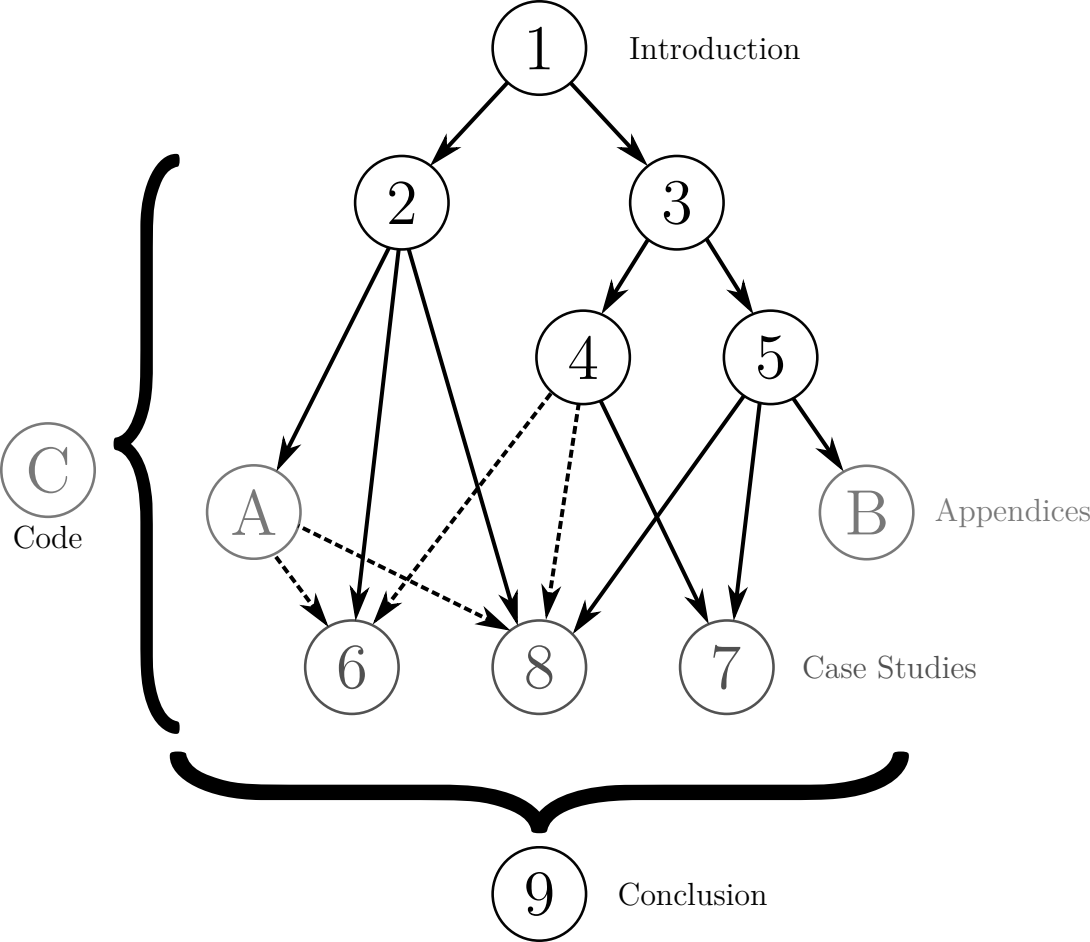 1 Introduction
2 3
4 5
C
Code
A B Appendices
6 8 7 Case Studies
9 Conclusion